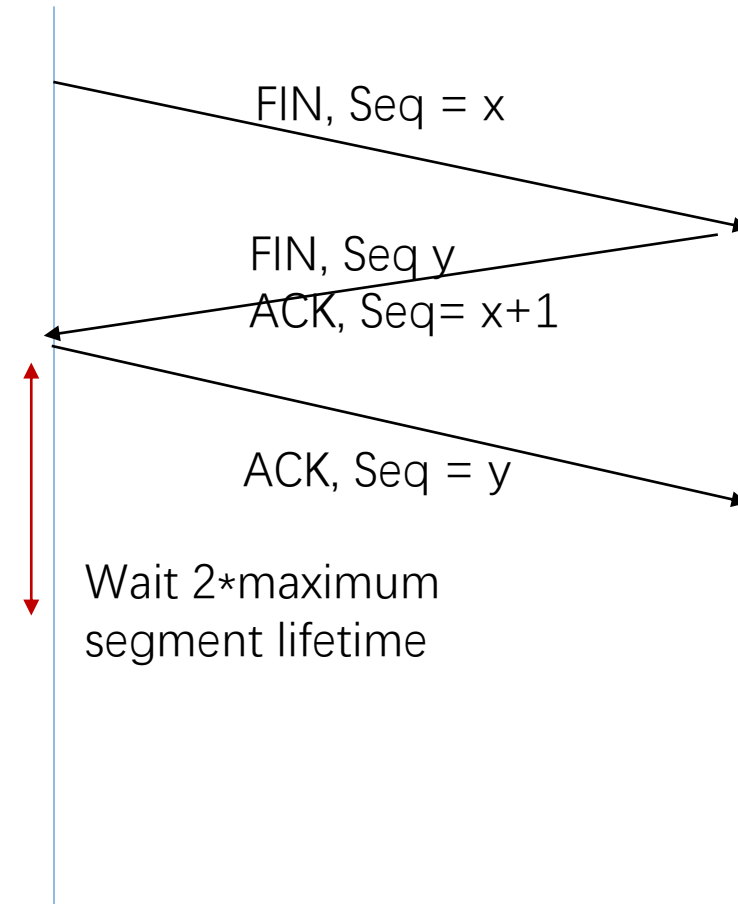 FIN, Seq = x
FIN, Seq y
ACK, Seq= x+1
ACK, Seq = y
Wait 2*maximum
segment lifetime